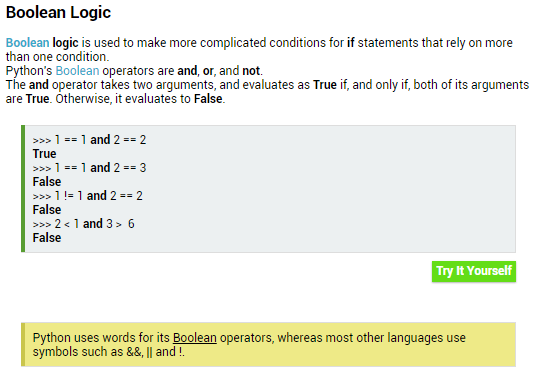 Boolean Logic
Boolean logic is used to make more complicated conditions for if statements that rely on more
than one condition.
Python's Boolean operators are and, or, and not.
The and operator takes two arguments, and evaluates as True if, and only if, both of its arguments
are True. Otherwise, it evaluates to False.
>>> 1 == 1 and 2 == 2
True
>>> 1 == 1 and 2 == 3
False
>>> 1 != 1 and 2 == 2
False
>>> 2 < 1 and 3 > 6
False
Try It Yourself
Python uses words for its Boolean operators, whereas most other languages use
symbols such as &&, || and !.